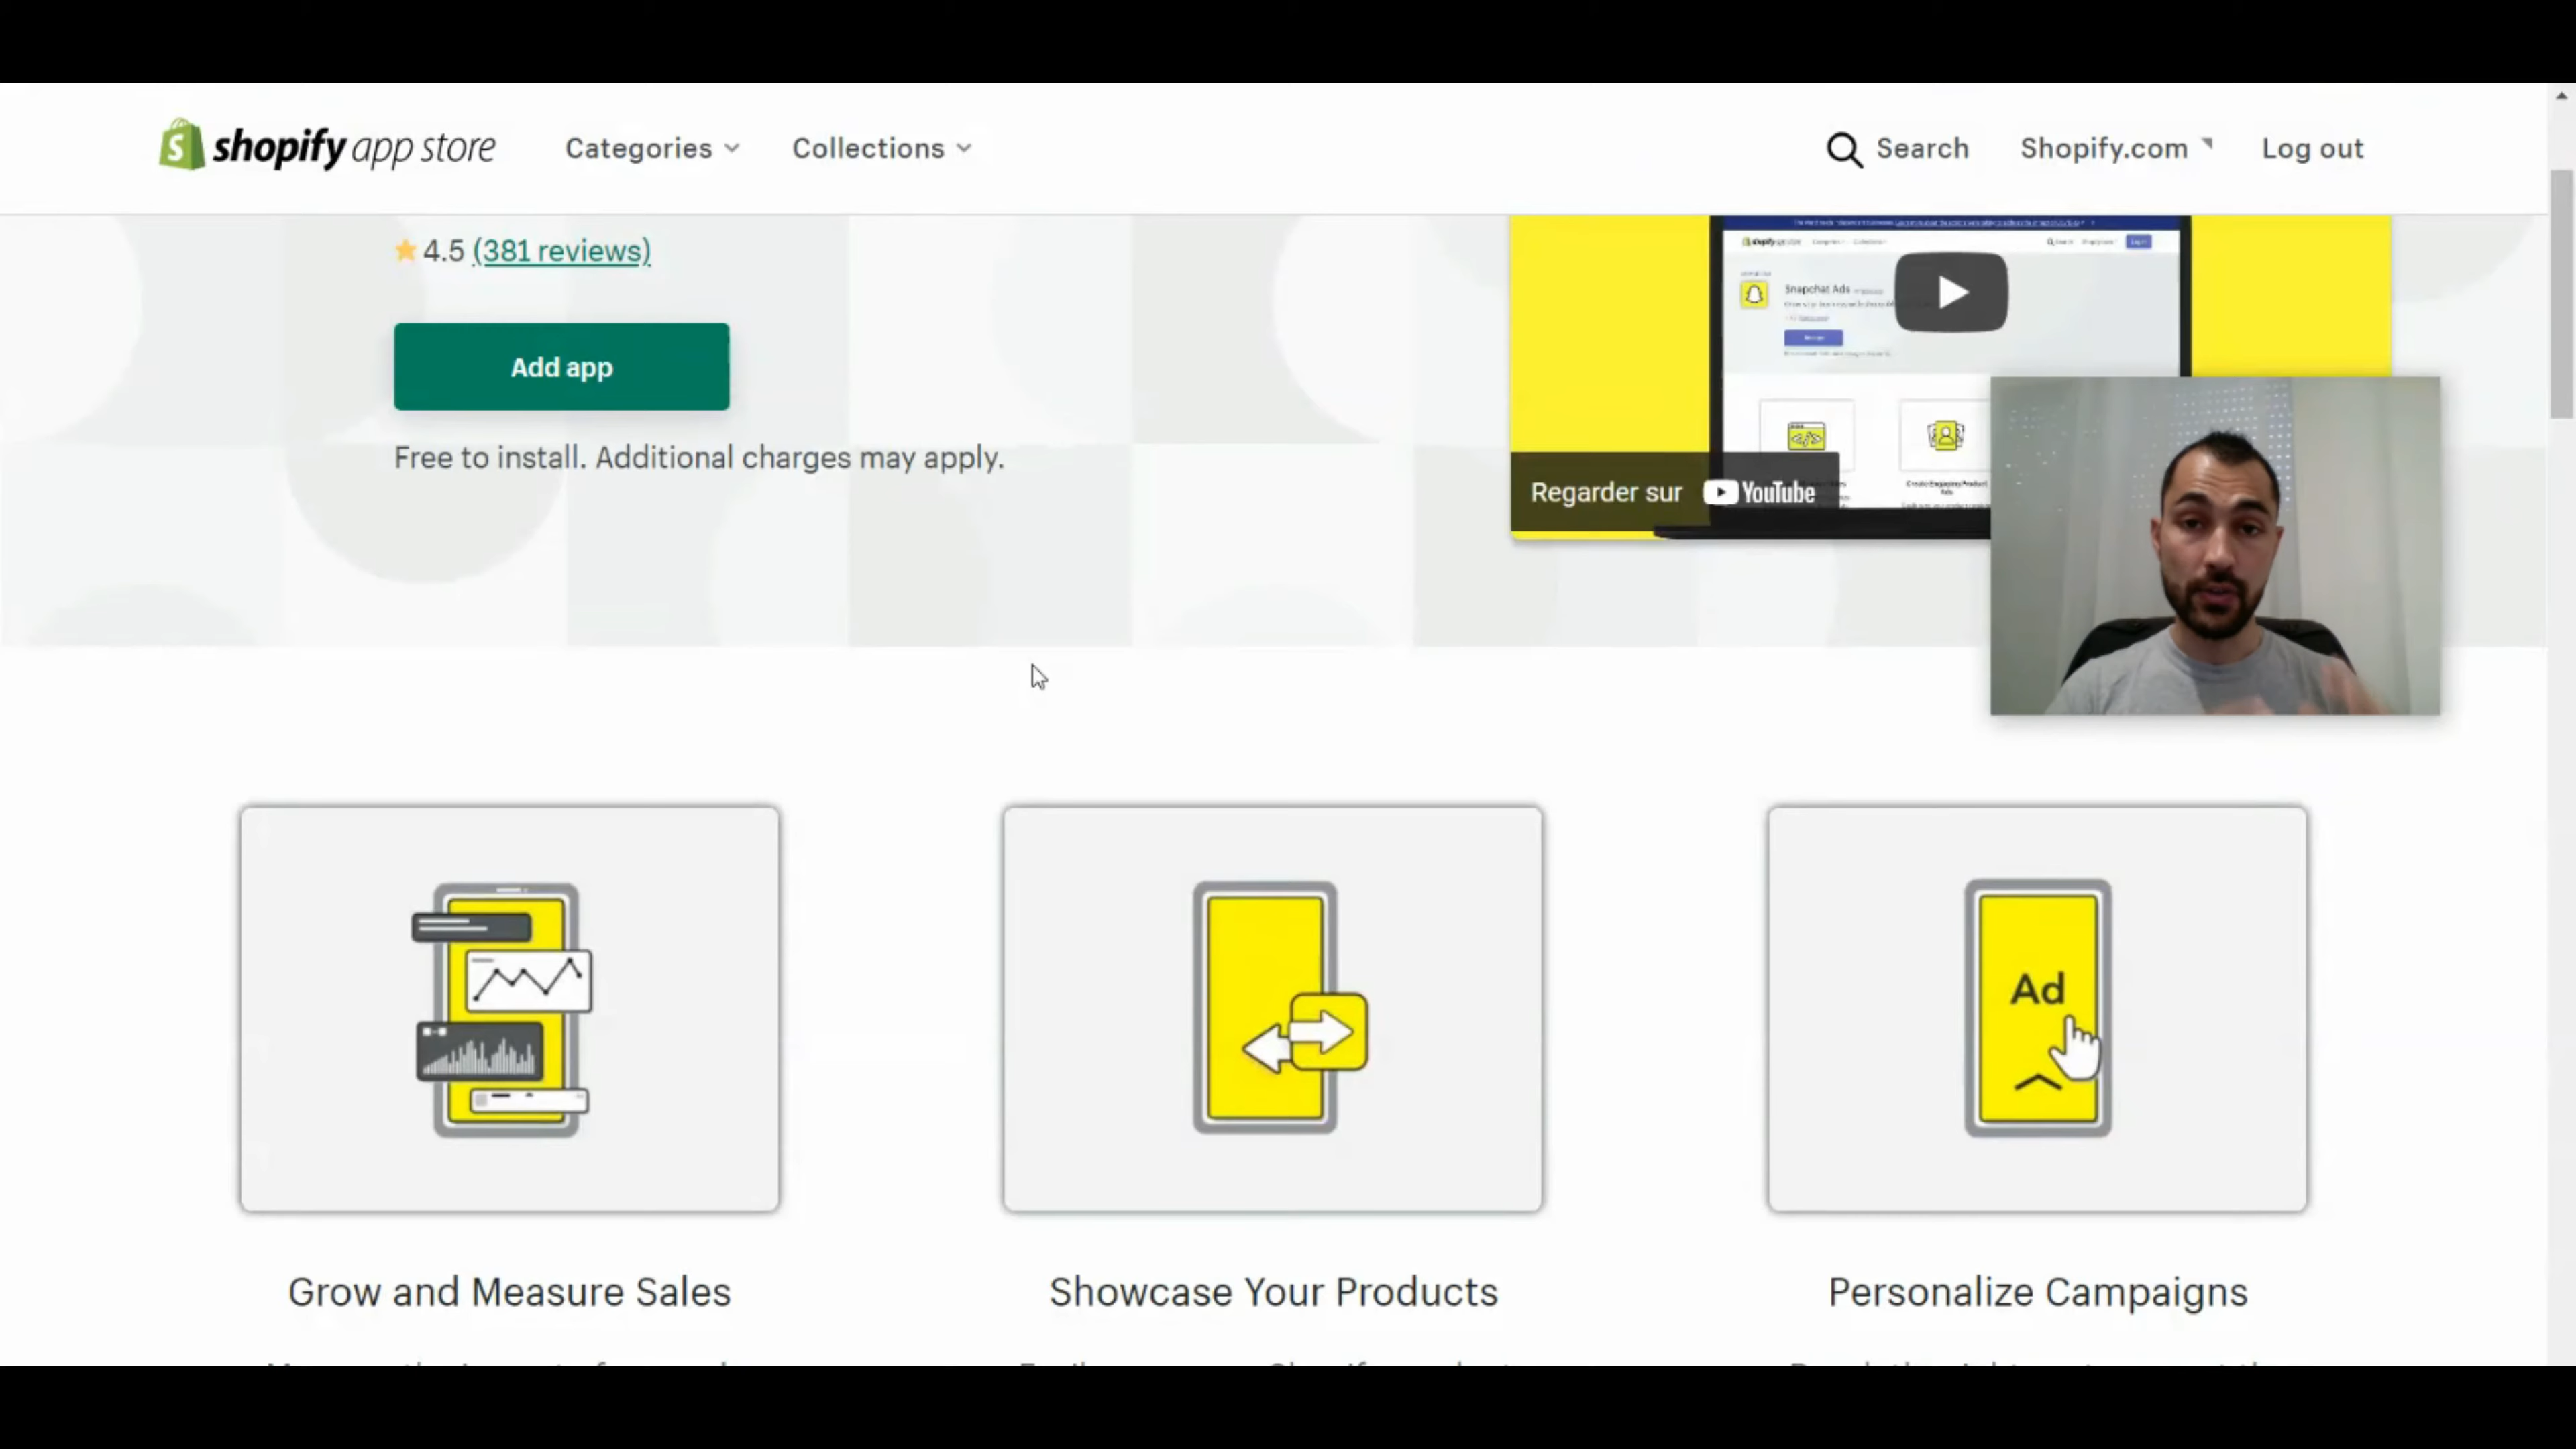 shopify app store
Categories
Collections
Search
Shopify.com
Log out
4.5 (381 reviews)
Add app
Free to install. Additional charges may apply.
Snapchat Ads
Regarder sur YouTube
Ad
Grow and Measure Sales
Showcase Your Products
Personalize Campaigns